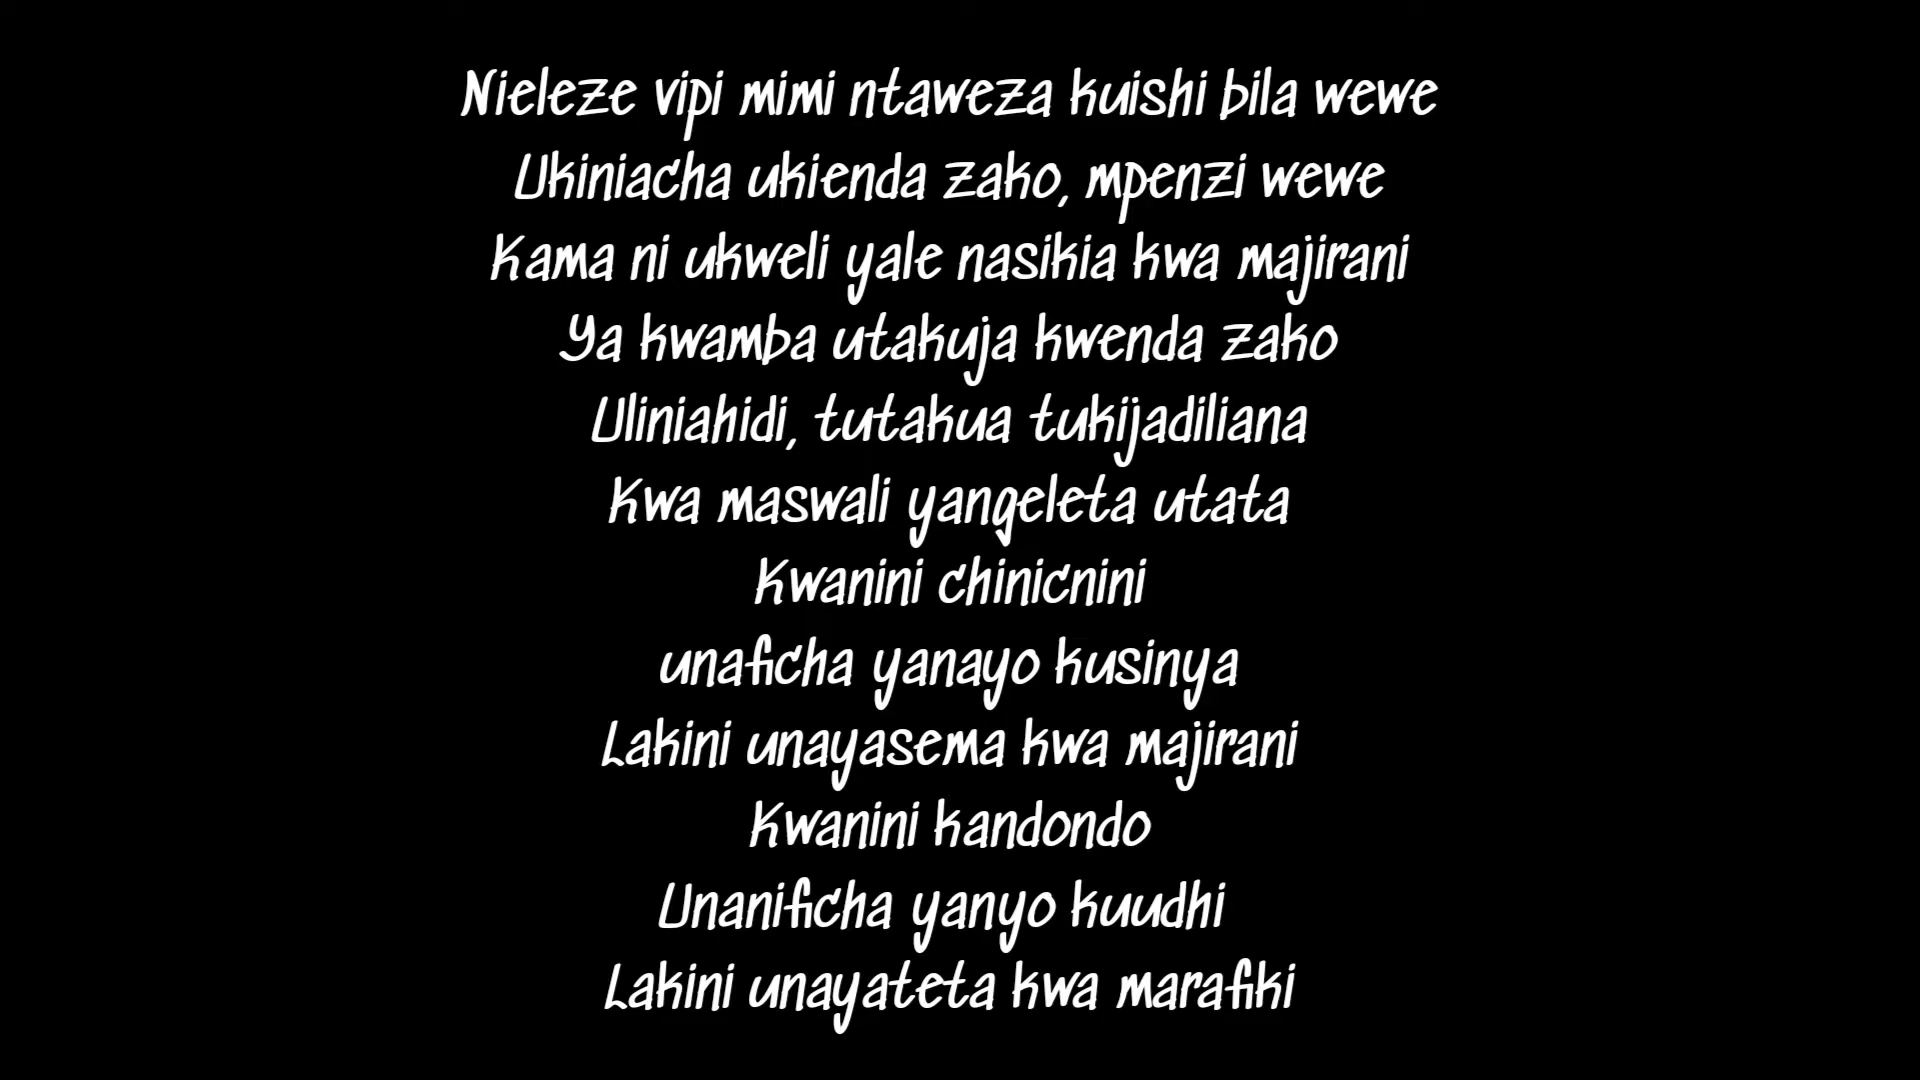 Nieleze vipi mimi ntaweza kuishi bila wewe
Ukiniacha ukienda zako, mpenzi wewe
Kama ni ukweli yale nasikia kwa majirani
Ya kwamba utakuja kwenda zako
Uliniahidi, tutakua tukijadiliana
Kwa maswali yangeleta utata
Kwanini chinicnini
unaficha yanayo kusinya
Lakini unayasema kwa majirani
Kwanini kandondo
Unanificha yanyo kuudhi
Lakini unayateta kwa marafiki